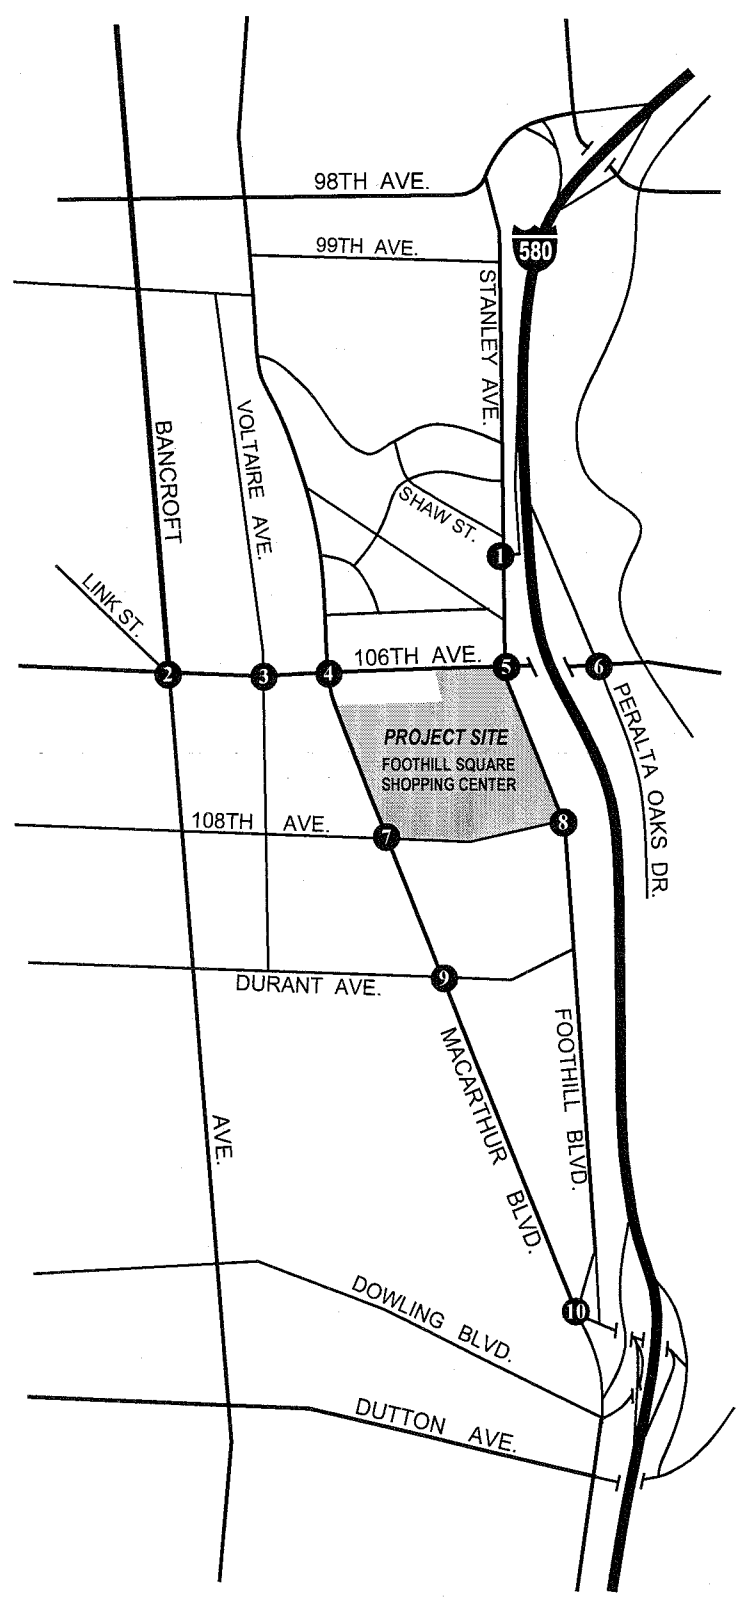 98TH AVE.
99TH AVE.
580
STANLEY AVE.
BANCROFT
VOLTAIRE AVE.
SHAW ST.
1
LINK ST.
106TH AVE.
2
3
4
5
6
PERALTA OAKS DR.
PROJECT SITE
FOOTHILL SQUARE
SHOPPING CENTER
108TH AVE.
7
8
9
DURANT AVE.
FOOTHILL BLVD.
MACARTHUR BLVD.
AVE.
10
DOWLING BLVD.
DUTTON AVE.